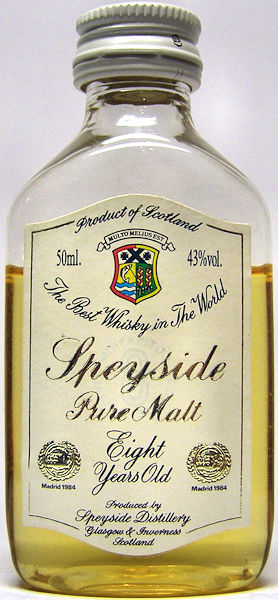 Product of Scotland
MULTO MELIUS EST
50ml. 43%vol.
The Best Whisky in The World
Speyside
Pure Malt
Eight
Years Old
Madrid 1984 Madrid 1984
Produced by
Speyside Distillery
Glasgow & Inverness
Scotland